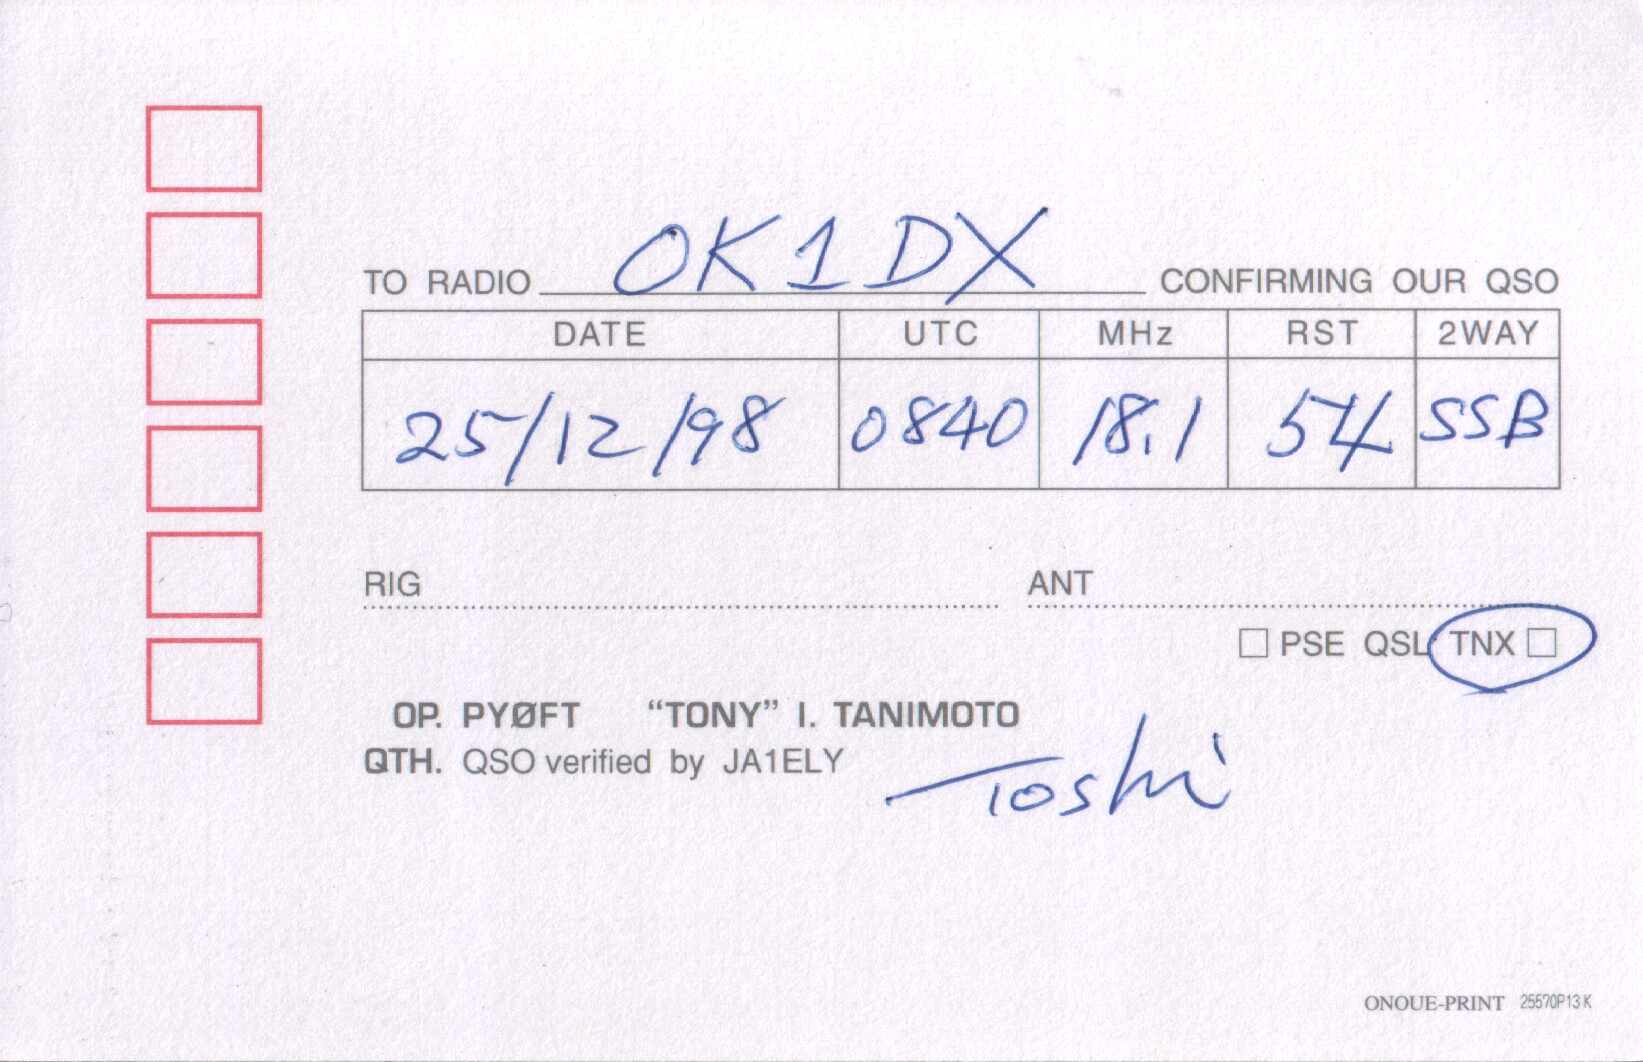 TO RADIO OK1DX CONFIRMING OUR QSO
DATE UTC MHz RST 2WAY
25/12/98 0840 18.1 54 SSB
RIG ANT
PSE QSL TNX
OP. PYØFT “TONY” I. TANIMOTO
QTH. QSO verified by JA1ELY Toshi
ONOUE-PRINT 25570P13K